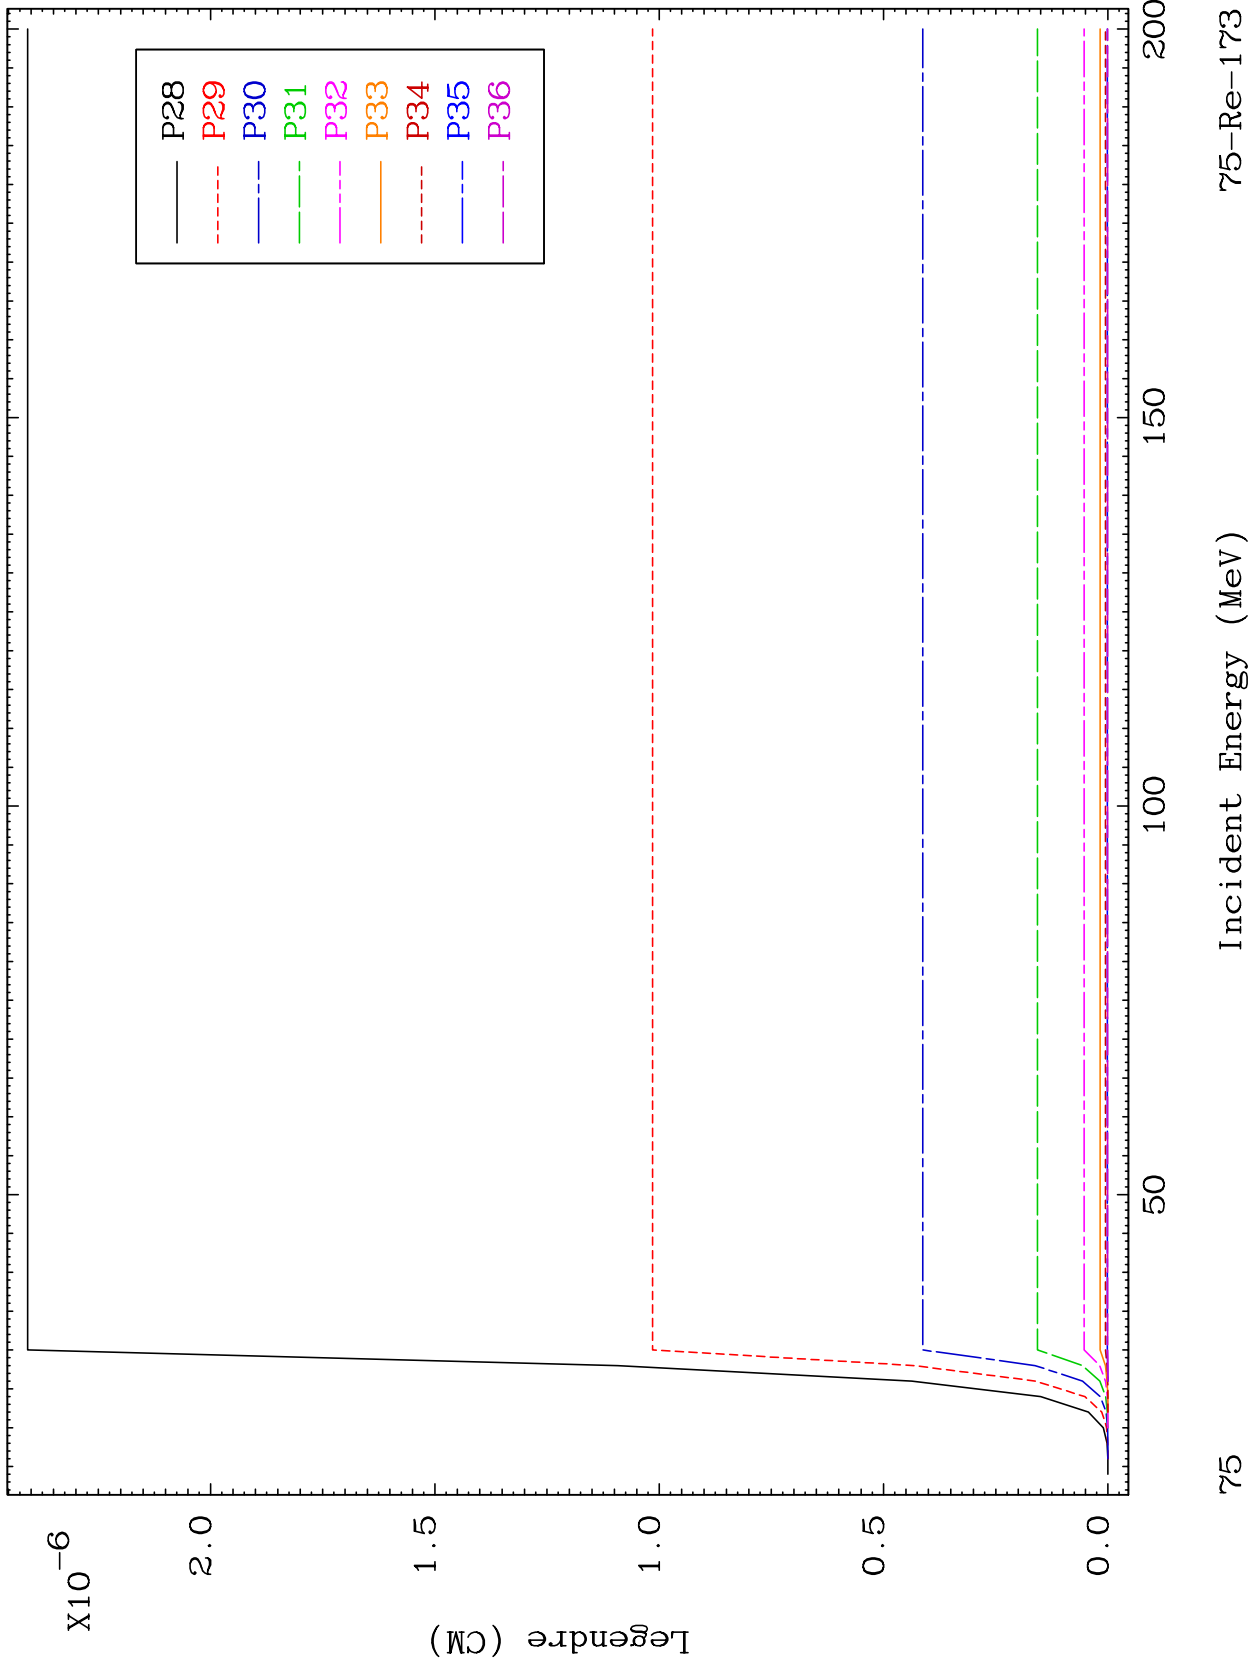 X10-6
2.0
1.5
1.0
0.5
0.0
Legendre (CM)
P28
P29
P30
P31
P32
P33
P34
P35
P36
50
100
150
200
Incident Energy (MeV)
75
75-Re-173